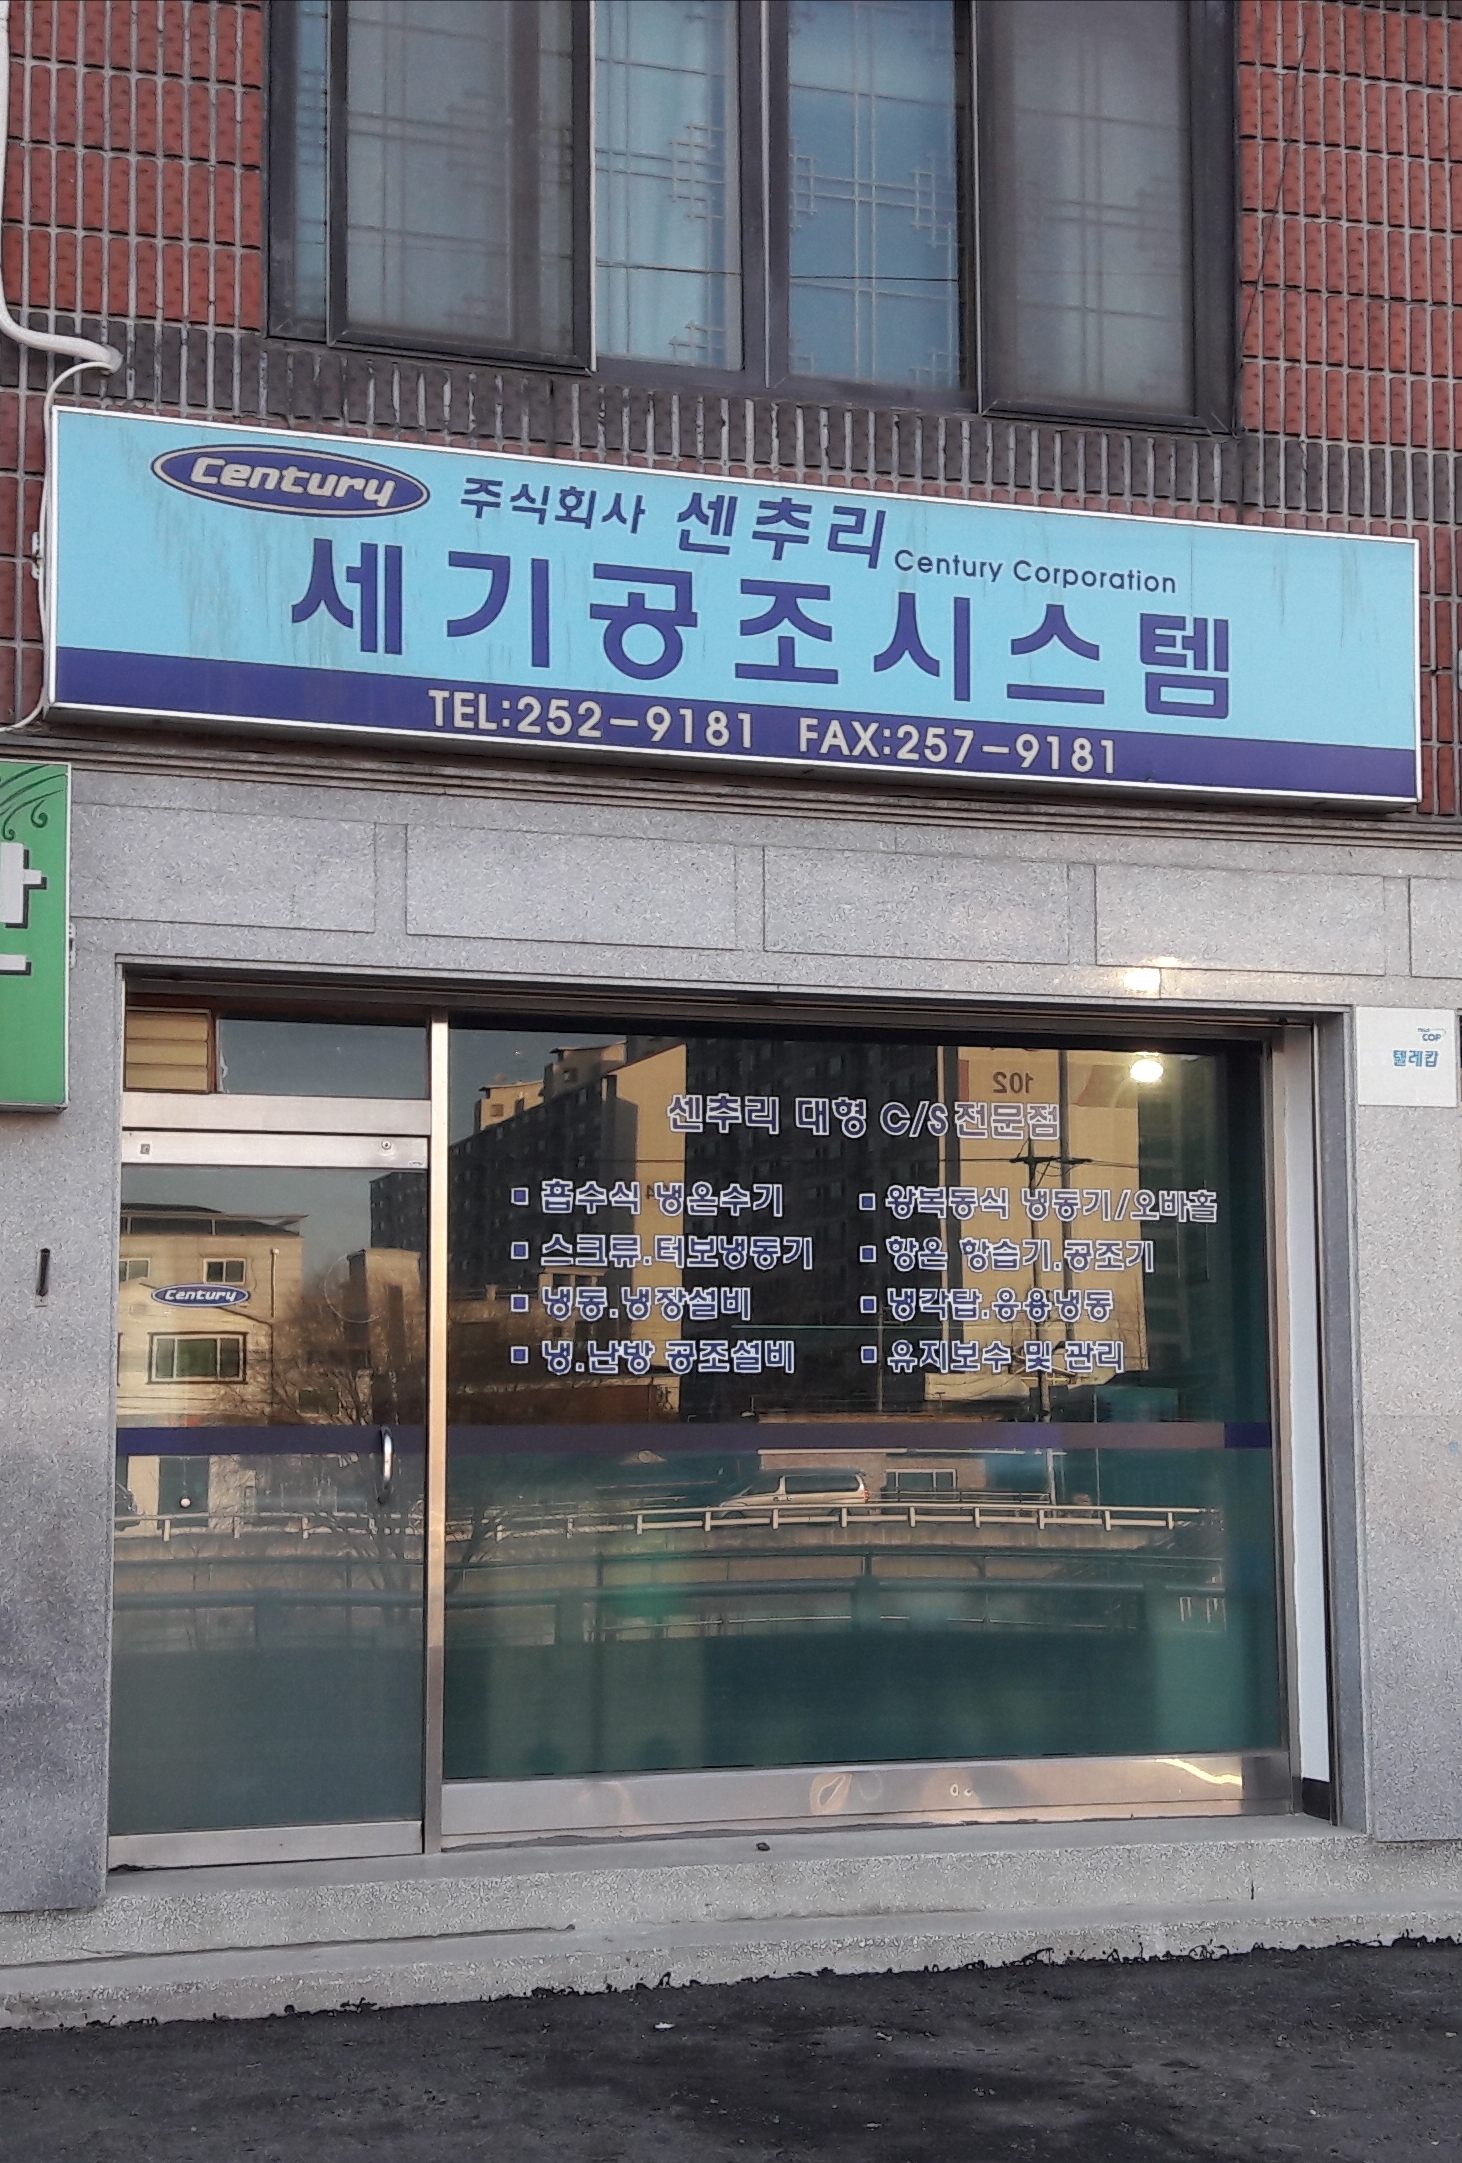 Century 주식회사 센추리 Century Corporation
세기공조시스템
TEL:252-9181 FAX:257-9181
TELE COP
텔레캅
102
센추리 대형 C/S전문점
▪ 흡수식 냉온수기
▪ 스크류.터보냉동기
▪ 냉동.냉장설비
▪ 냉.난방 공조설비
▪ 왕복동식 냉동기/오바홀
▪ 항온 항습기.공조기
▪ 냉각탑.응용냉동
▪ 유지보수 및 관리
Century